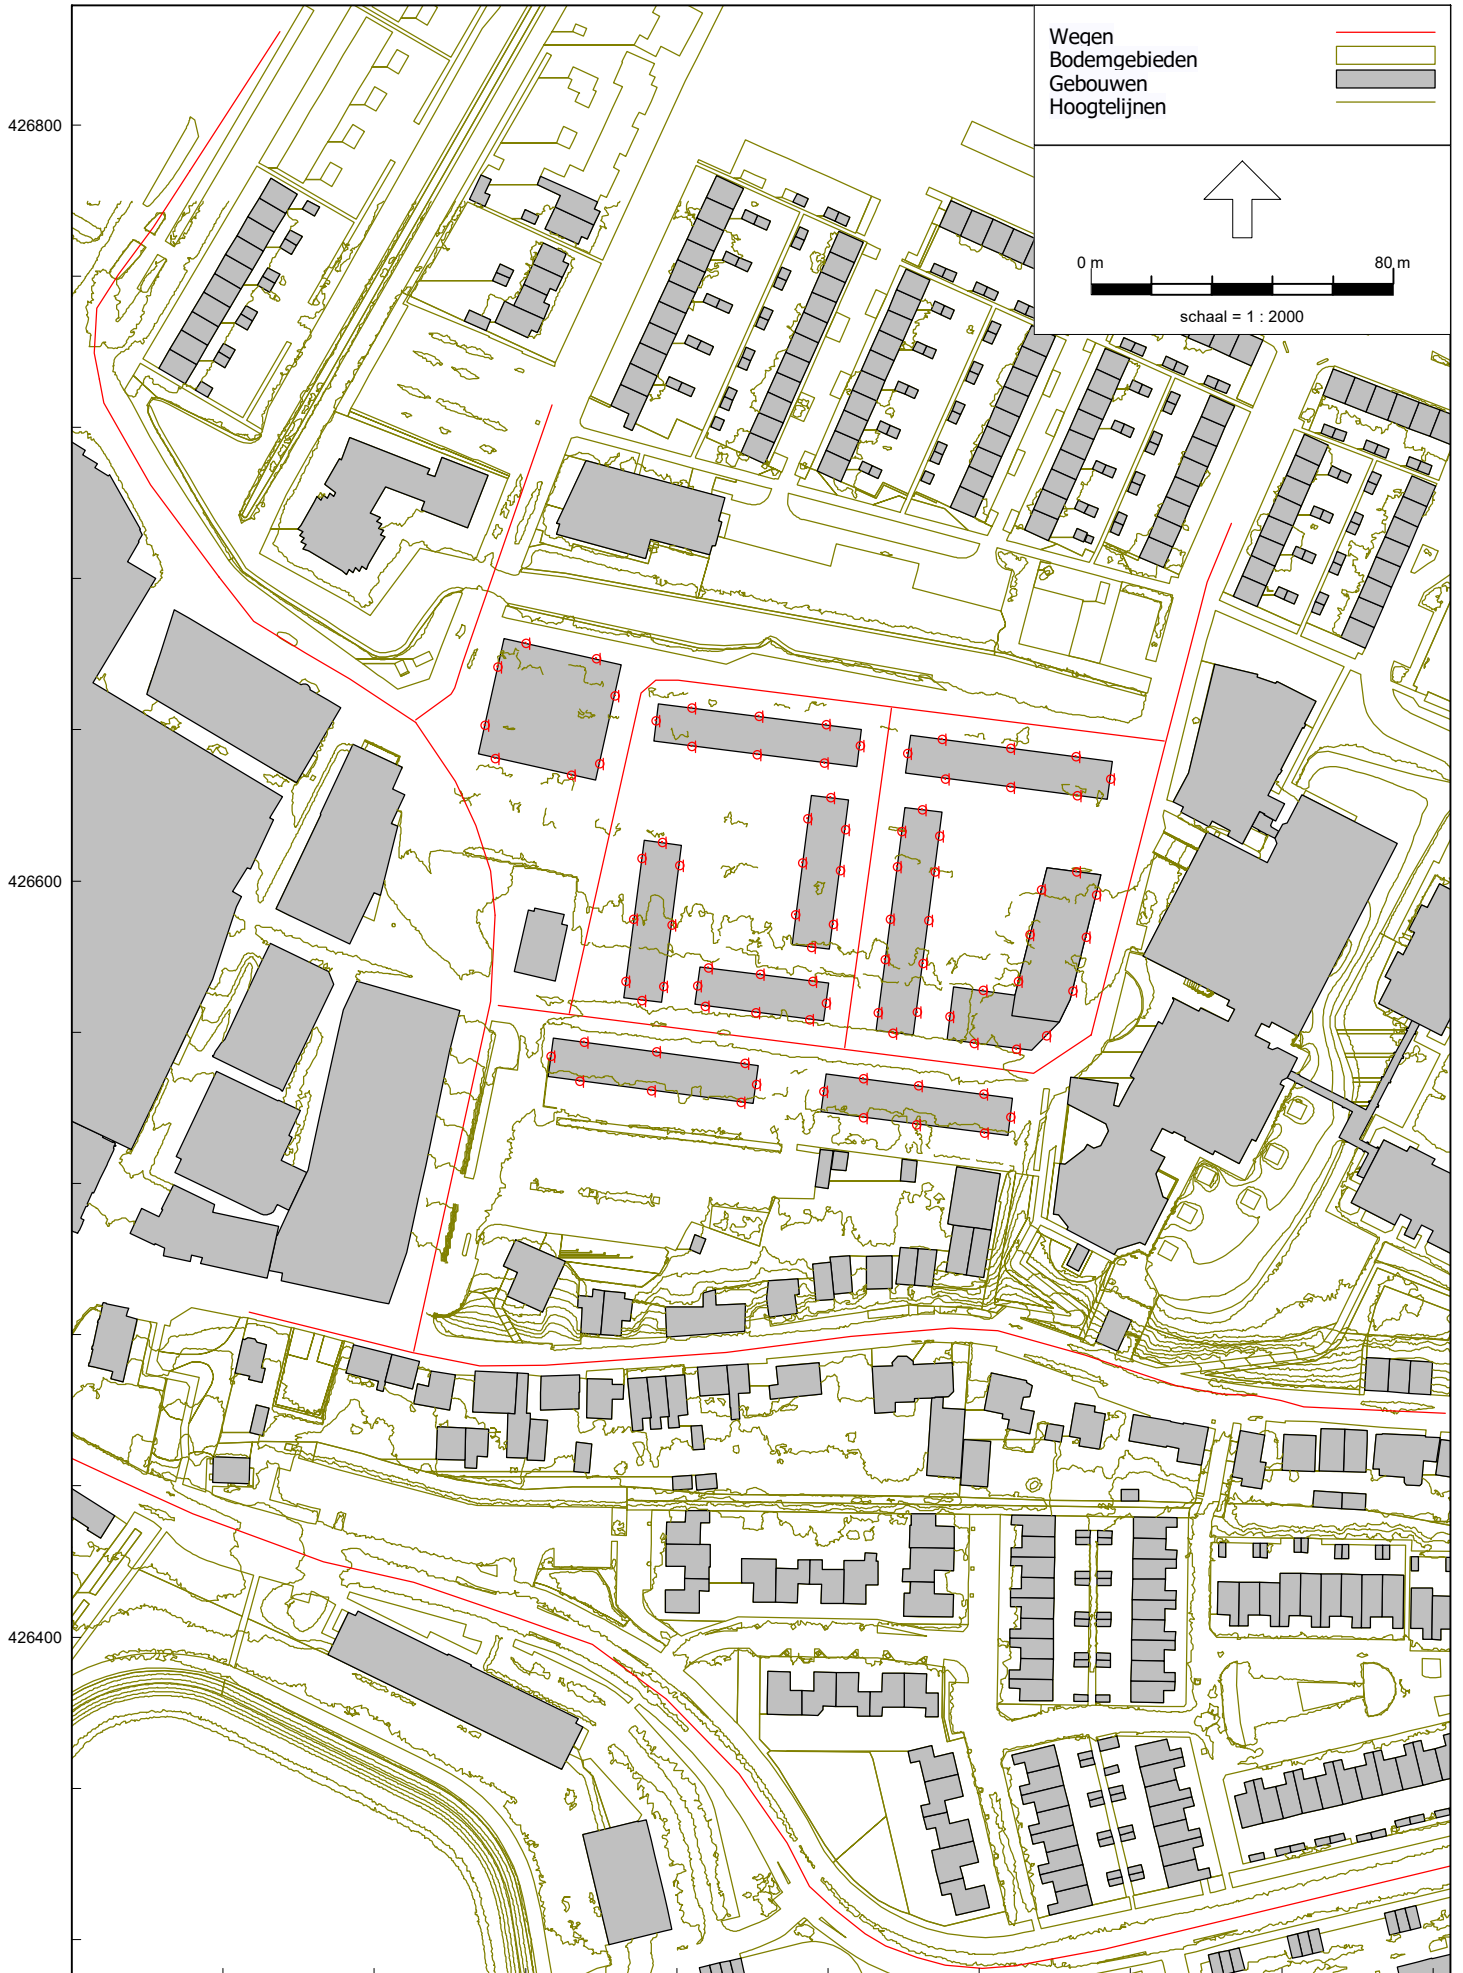 Wegen
Bodemgebieden
Gebouwen
Hoogtelijnen
426800
0 m 80 m
schaal = 1 : 2000
426600
426400